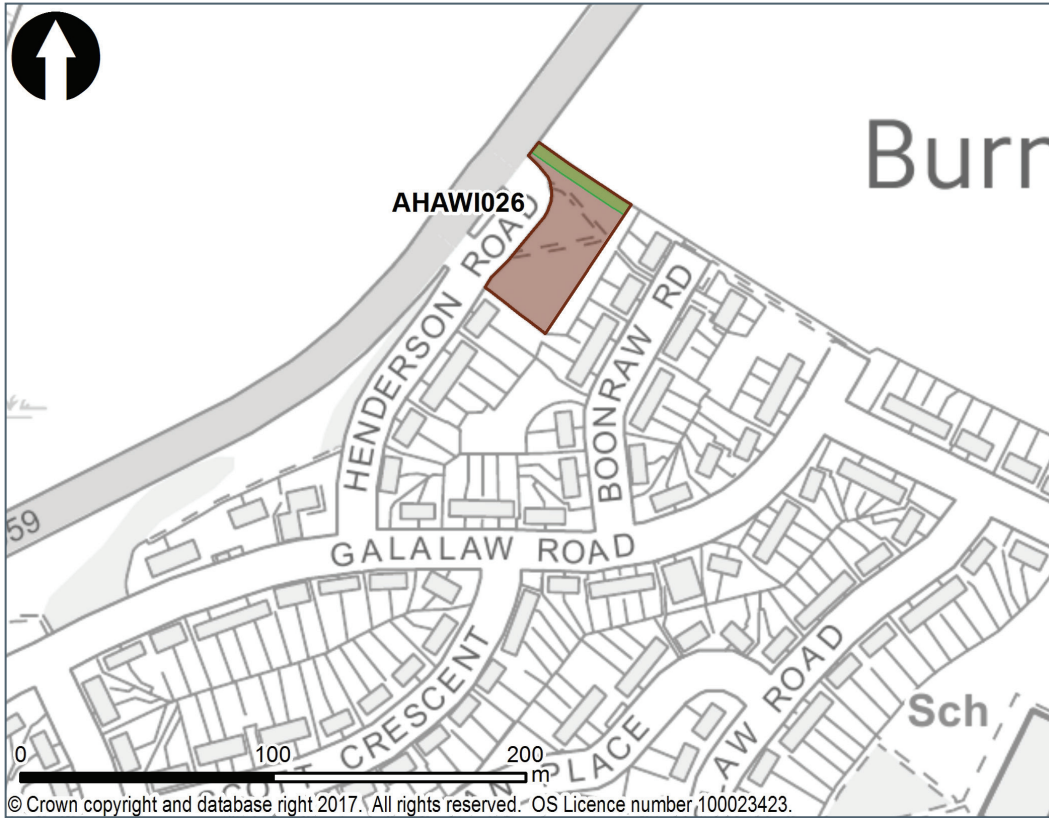 Burn
AHAWI026
HENDERSON ROAD
BOONRAW RD
59
GALALAW ROAD
CRESCENT
PLACE
AW ROAD
Sch
0 100 200
m
© Crown copyright and database right 2017. All rights reserved. OS Licence number 100023423.